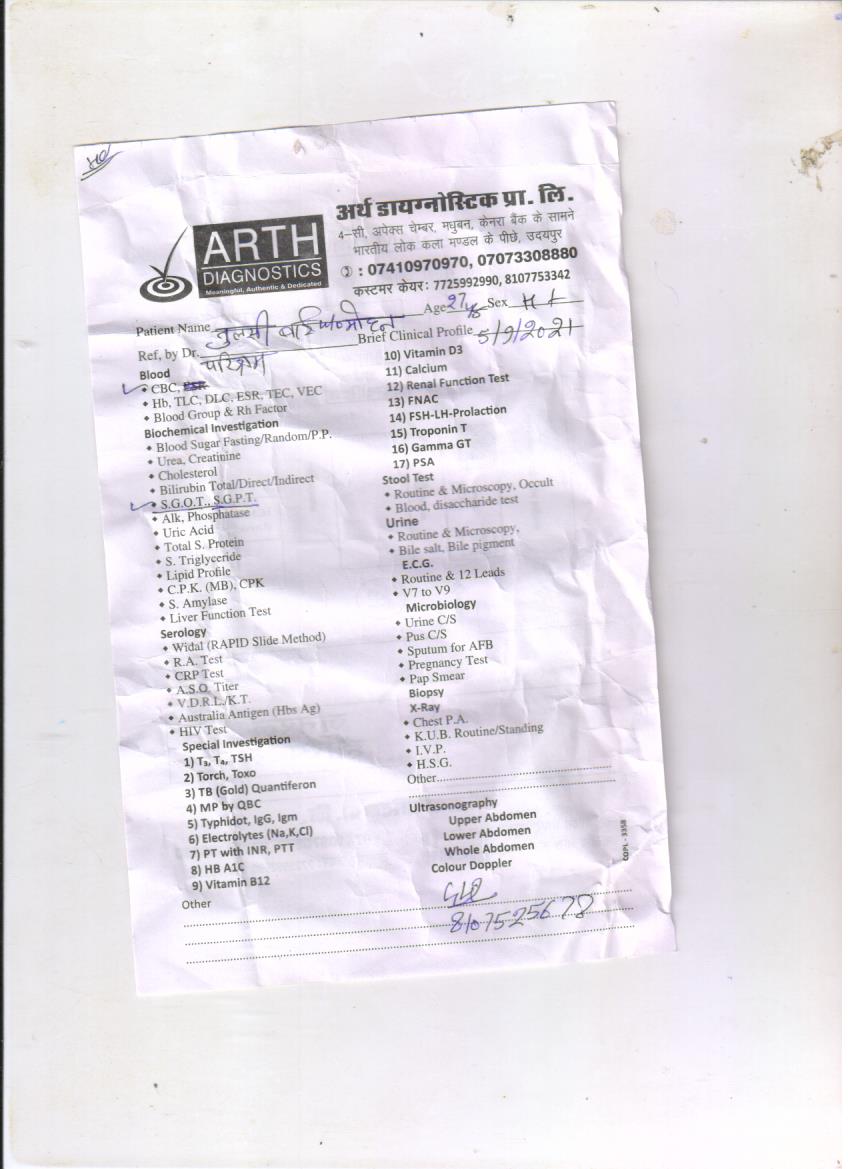 अर्थ डायग्नोस्टिक प्रा. लि.
4-सी, अपेक्स चेम्बर, मधुबन, केनरा बैंक के सामने
भारतीय लोक कला मण्डल के पीछे, उदयपुर
: 07410970970, 07073308880
कस्टमर केयर: 7725992990, 8107753342
ARTH
DIAGNOSTICS
Meaningful, Authentic & Dedicated
Patient Name तुलसी बाई Age 27 Sex
Ref, by Dr. Brief Clinical Profile 5/9/2021
Blood
CBC, ESR
Hb, TLC, DLC, ESR, TEC, VEC
Blood Group & Rh Factor
Biochemical Investigation
Blood Sugar Fasting/Random/P.P.
Urea, Creatinine
Cholesterol
Bilirubin Total/Direct/Indirect
S.G.O.T., S.G.P.T.
Alk, Phosphatase
Uric Acid
Total S. Protein
S. Triglyceride
Lipid Profile
C.P.K. (MB), CPK
S. Amylase
Liver Function Test
Serology
Widal (RAPID Slide Method)
R.A. Test
CRP Test
A.S.O. Titer
V.D.R.L./K.T.
Australia Antigen (Hbs Ag)
HIV Test
Special Investigation
1) T3, T4, TSH
2) Torch, Toxo
3) TB (Gold) Quantiferon
4) MP by QBC
5) Typhidot, IgG, Igm
6) Electrolytes (Na,K,Cl)
7) PT with INR, PTT
8) HB A1C
9) Vitamin B12
Other
10) Vitamin D3
11) Calcium
12) Renal Function Test
13) FNAC
14) FSH-LH-Prolaction
15) Troponin T
16) Gamma GT
17) PSA
Stool Test
Routine & Microscopy, Occult
Blood, disaccharide test
Urine
Routine & Microscopy,
Bile salt, Bile pigment
E.C.G.
Routine & 12 Leads
V7 to V9
Microbiology
Urine C/S
Pus C/S
Sputum for AFB
Pregnancy Test
Pap Smear
Biopsy
X-Ray
Chest P.A.
K.U.B. Routine/Standing
I.V.P.
H.S.G.
Other
Ultrasonography
Upper Abdomen
Lower Abdomen
Whole Abdomen
Colour Doppler
COPL - 3358
8107525678